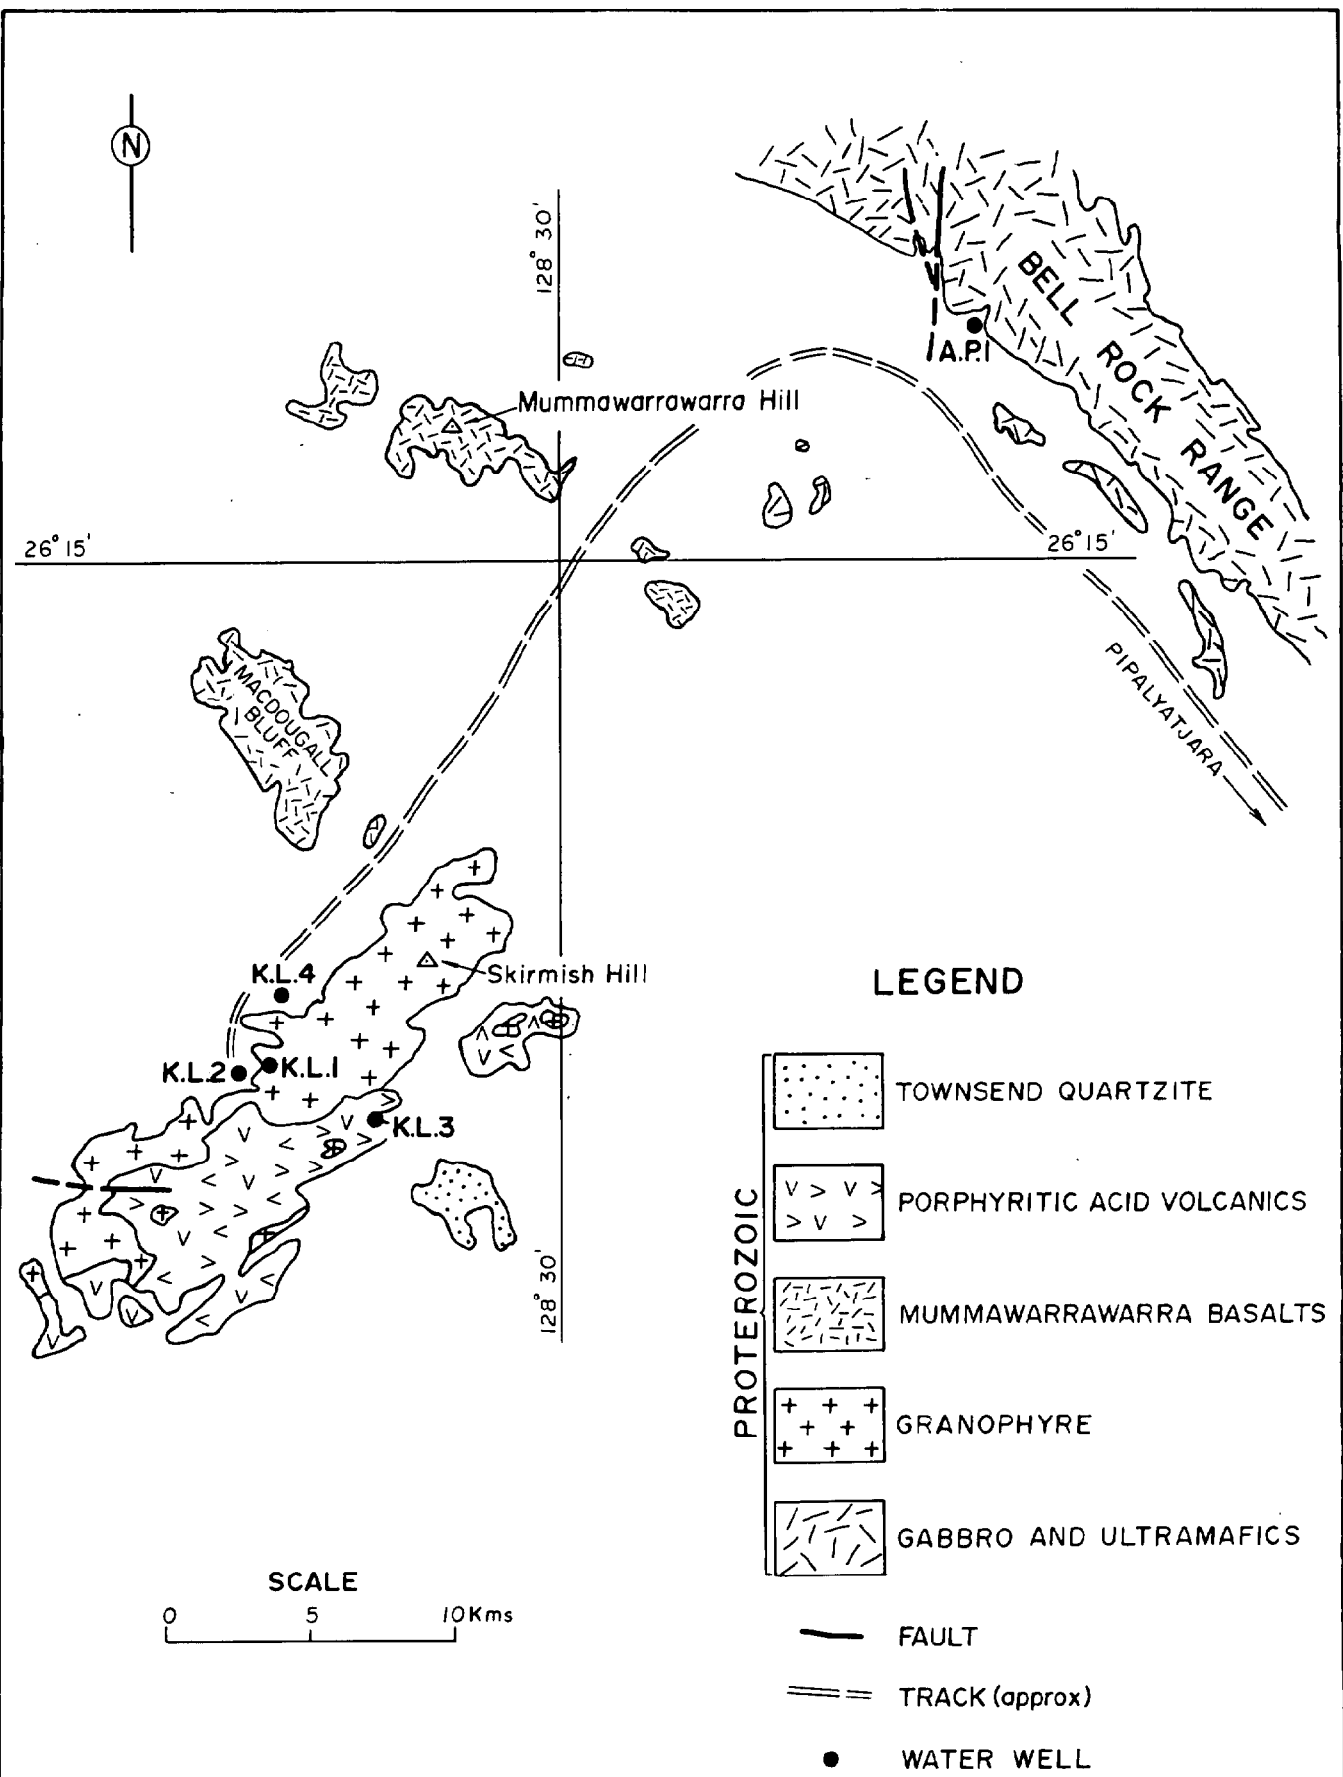 N
128° 30'
BELL ROCK RANGE
A.P.1
Mummawarrawarra Hill
26° 15'
26° 15'
PIPALYATJARA
MACDOUGALL
BLUFF
K.L.4
Skirmish Hill
K.L.2
K.L.1
K.L.3
128° 30'
LEGEND
PROTEROZOIC
TOWNSEND QUARTZITE
PORPHYRITIC ACID VOLCANICS
MUMMAWARRAWARRA BASALTS
GRANOPHYRE
GABBRO AND ULTRAMAFICS
FAULT
TRACK (approx)
WATER WELL
SCALE
0 5 10 Kms